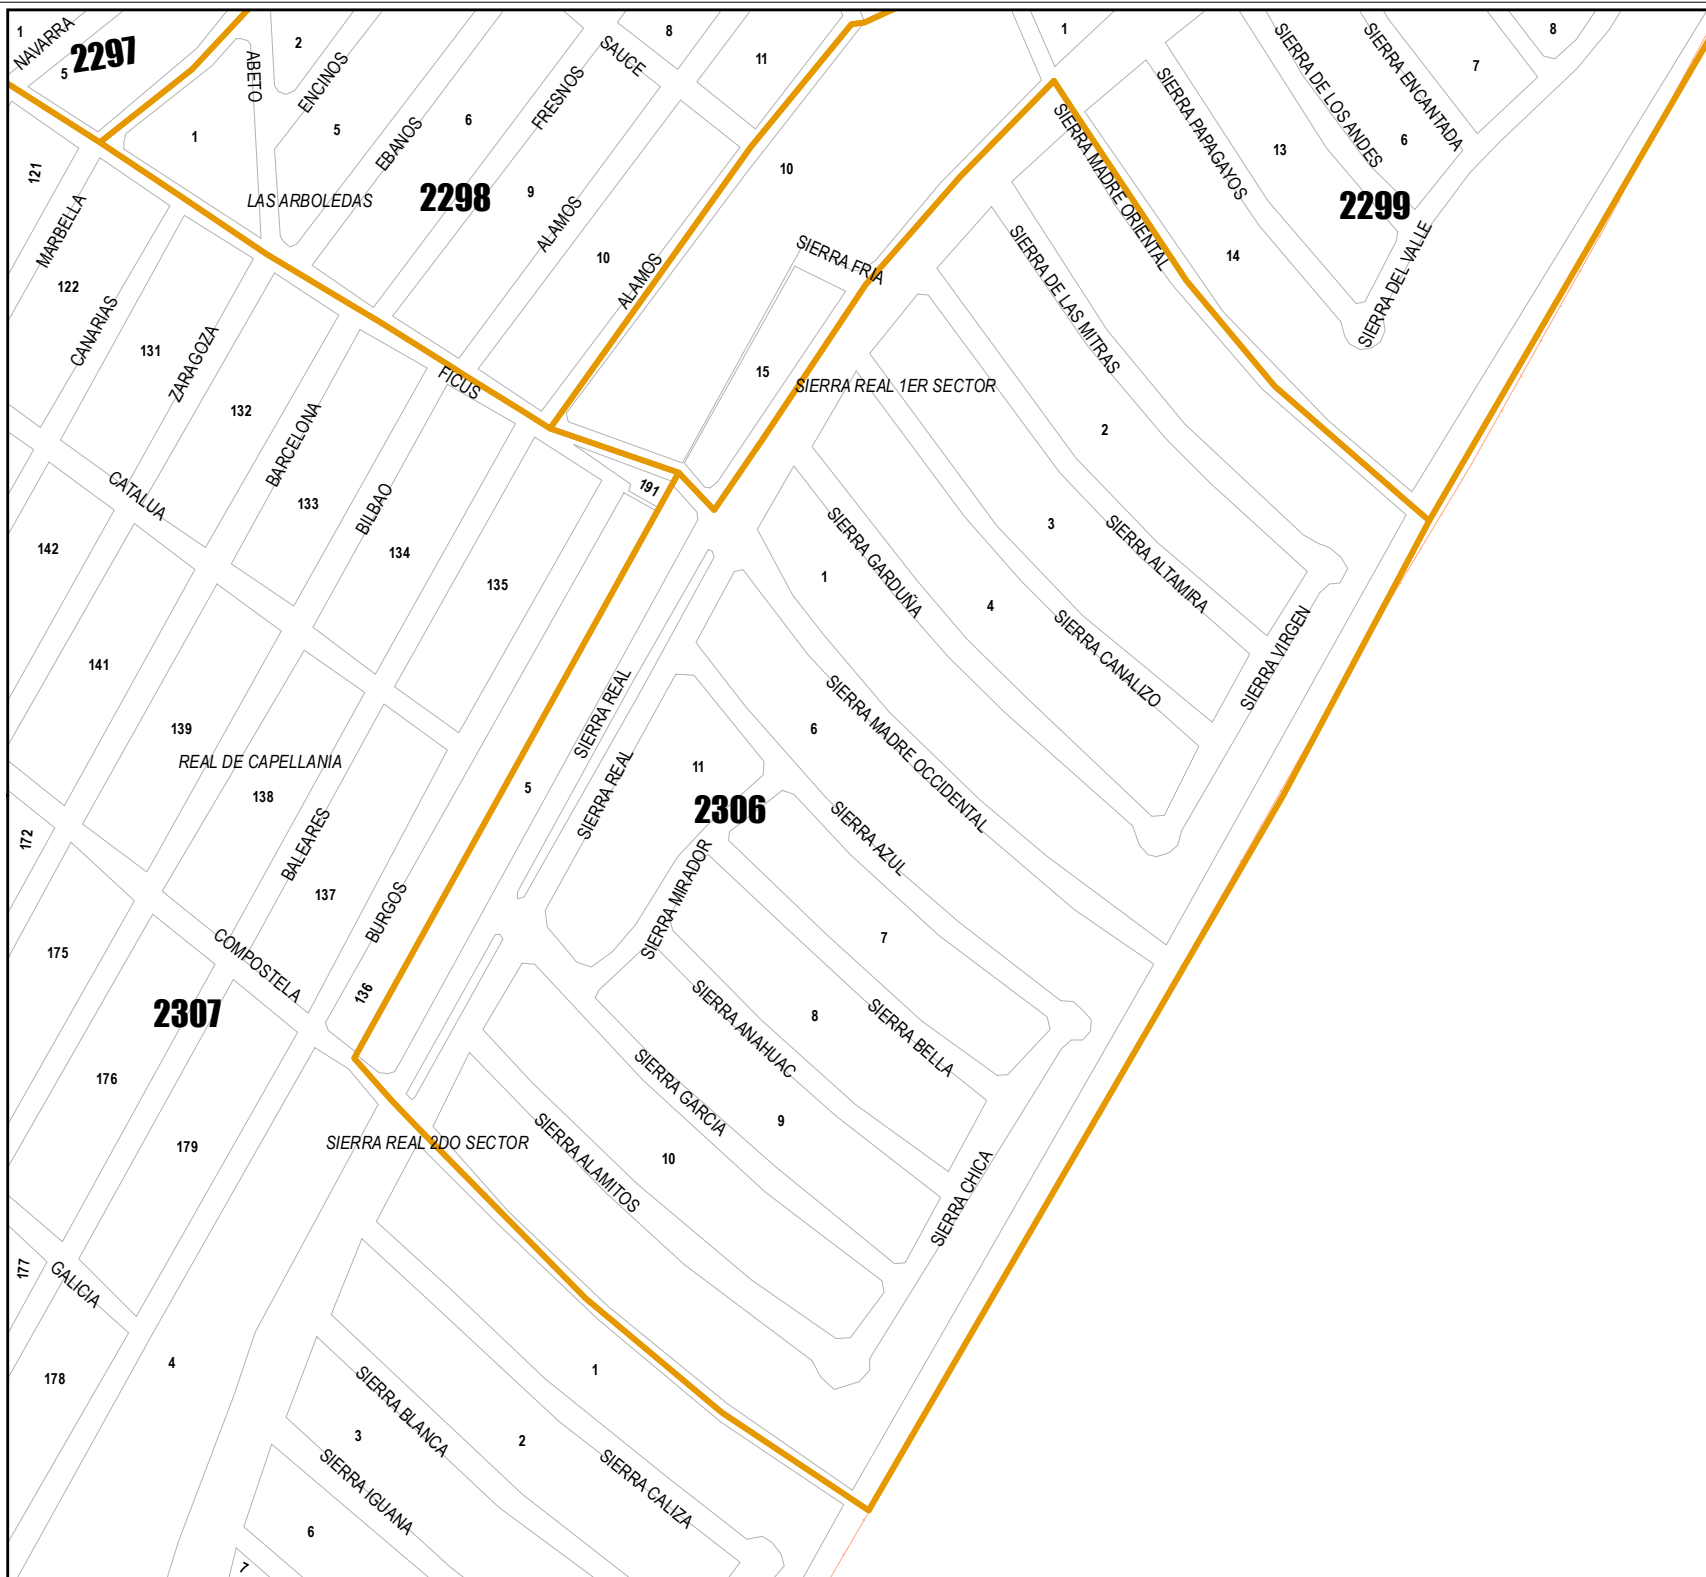 1
NAVARRA
5
2297
ABETO
2
ENCINOS
SAUCE
8
11
1
SIERRA DE LOS ANDES
SIERRA ENCANTADA
7
8
1
5
EBANOS
6
FRESNOS
10
SIERRA MADRE ORIENTAL
SIERRA PAPAGAYOS
13
6
121
MARBELLA
LAS ARBOLEDAS
2298
9
ALAMOS
2299
122
CANARIAS
10
ALAMOS
SIERRA FRIA
SIERRA DE LAS MITRAS
14
SIERRA DEL VALLE
131
ZARAGOZA
132
BARCELONA
FICUS
15
SIERRA REAL 1ER SECTOR
2
CATALUA
133
BILBAO
191
142
134
135
1
SIERRA GARDUÑA
3
SIERRA ALTAMIRA
4
SIERRA CANALIZO
SIERRA VIRGEN
141
139
REAL DE CAPELLANIA
138
SIERRA REAL
SIERRA REAL
5
11
6
SIERRA MADRE OCCIDENTAL
2306
172
BALEARES
137
BURGOS
SIERRA MIRADOR
SIERRA AZUL
175
COMPOSTELA
136
7
2307
SIERRA ANAHUAC
8
SIERRA BELLA
176
179
SIERRA REAL 2DO SECTOR
SIERRA GARCIA
9
SIERRA ALAMITOS
10
SIERRA CHICA
177
GALICIA
178
4
1
SIERRA BLANCA
3
2
SIERRA CALIZA
SIERRA IGUANA
6
7